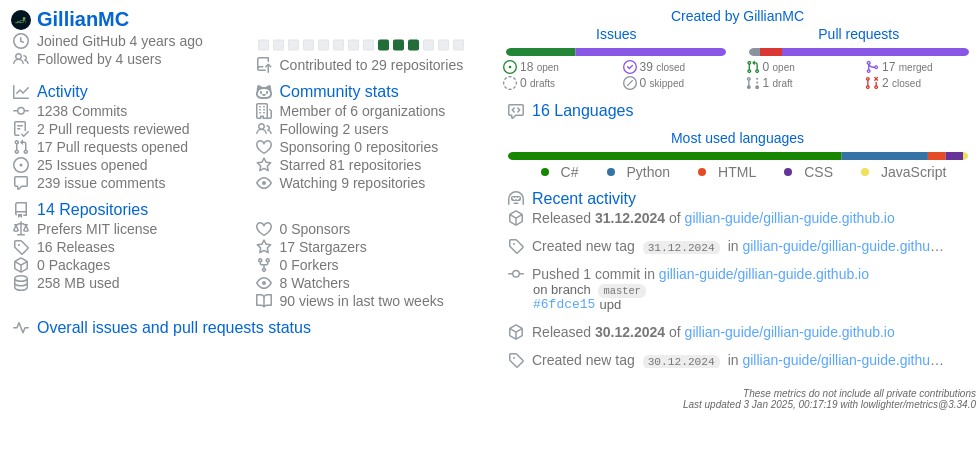 GillianMC
Joined GitHub 4 years ago
Followed by 4 users
Contributed to 29 repositories
Activity
1238 Commits
2 Pull requests reviewed
17 Pull requests opened
25 Issues opened
239 issue comments
Community stats
Member of 6 organizations
Following 2 users
Sponsoring 0 repositories
Starred 81 repositories
Watching 9 repositories
14 Repositories
Prefers MIT license
16 Releases
0 Packages
258 MB used
0 Sponsors
17 Stargazers
0 Forkers
8 Watchers
90 views in last two weeks
Overall issues and pull requests status
Created by GillianMC
Issues
18 open
39 closed
0 drafts
0 skipped
Pull requests
0 open
17 merged
1 draft
2 closed
16 Languages
Most used languages
C# Python HTML CSS JavaScript
Recent activity
Released 31.12.2024 of gillian-guide/gillian-guide.github.io
Created new tag 31.12.2024 in gillian-guide/gillian-guide.githu…
Pushed 1 commit in gillian-guide/gillian-guide.github.io
on branch master
#6fdce15 upd
Released 30.12.2024 of gillian-guide/gillian-guide.github.io
Created new tag 30.12.2024 in gillian-guide/gillian-guide.githu…
These metrics do not include all private contributions
Last updated 3 Jan 2025, 00:17:19 with lowlighter/metrics@3.34.0